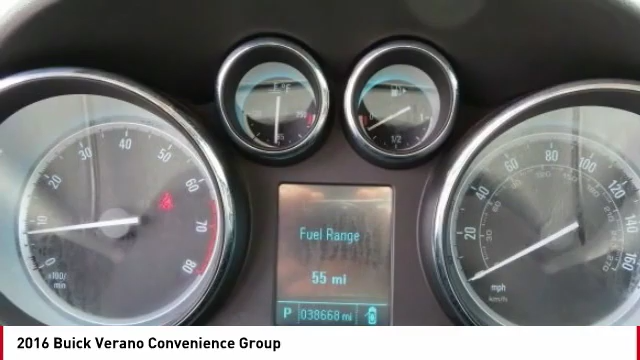 30 40 50
20 60
10 70
0 80
x100/
min
Fuel Range
55 mi
P 038668 mi
1/2
60 80 100
40 120
20 140
160
mph
km/h
2016 Buick Verano Convenience Group